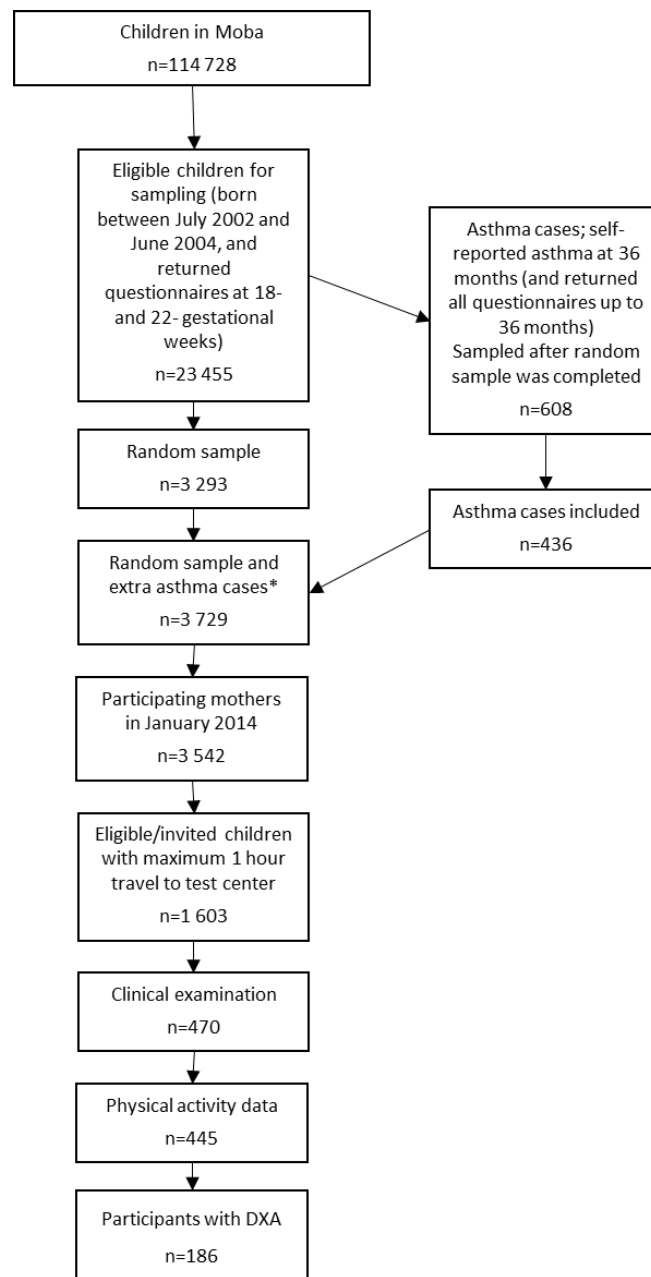 Children in Moba
n=114 728
Eligible children for
sampling (born
between July 2002 and
June 2004, and
returned
questionnaires at 18-
and 22- gestational
weeks)
n=23 455
Asthma cases; self-
reported asthma at 36
months (and returned
all questionnaires up to
36 months)
Sampled after random
sample was completed
n=608
Random sample
n=3 293
Asthma cases included
n=436
Random sample and
extra asthma cases*
n=3 729
Participating mothers
in January 2014
n=3 542
Eligible/invited children
with maximum 1 hour
travel to test center
n=1 603
Clinical examination
n=470
Physical activity data
n=445
Participants with DXA
n=186